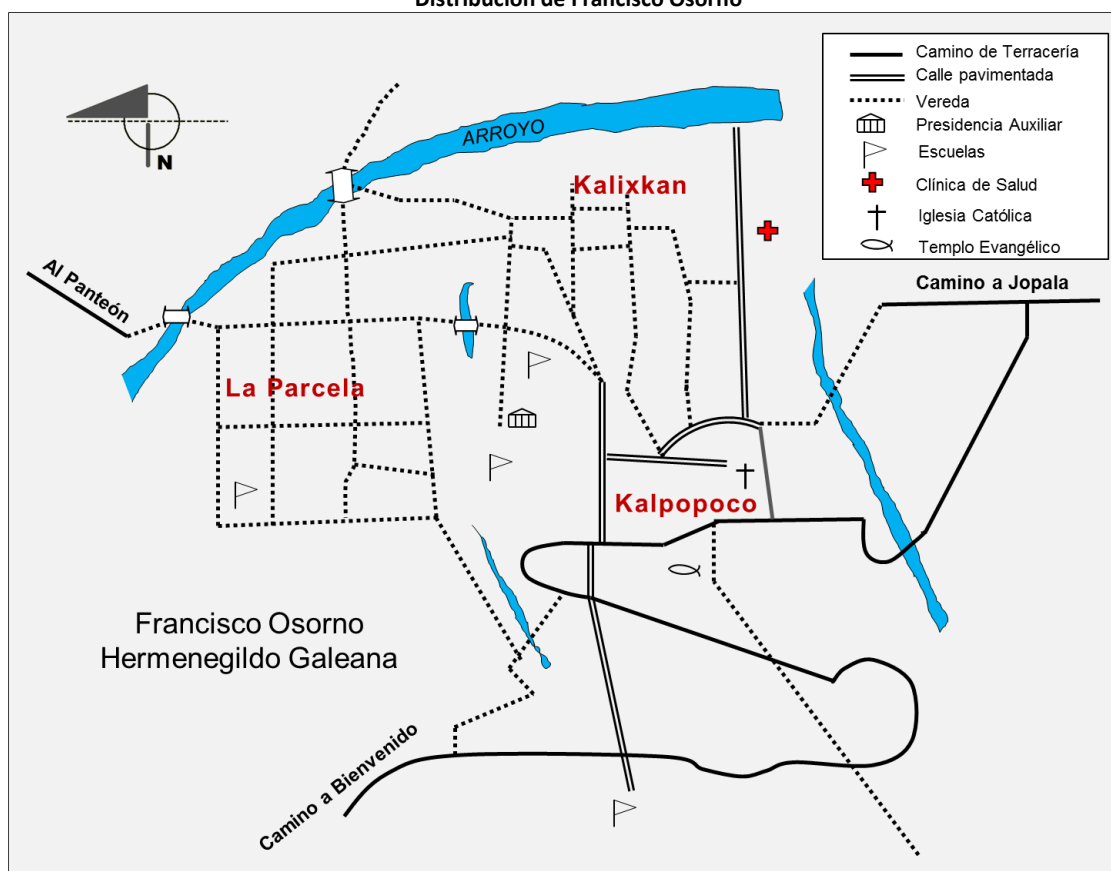 Distribución de Francisco Osorno
Camino de Terracería
Calle pavimentada
Vereda
Presidencia Auxiliar
Escuelas
Clínica de Salud
Iglesia Católica
Templo Evangélico
N
ARROYO
Kalixkan
Al Panteón
Camino a Jopala
La Parcela
Kalpopoco
Francisco Osorno
Hermenegildo Galeana
Camino a Bienvenido